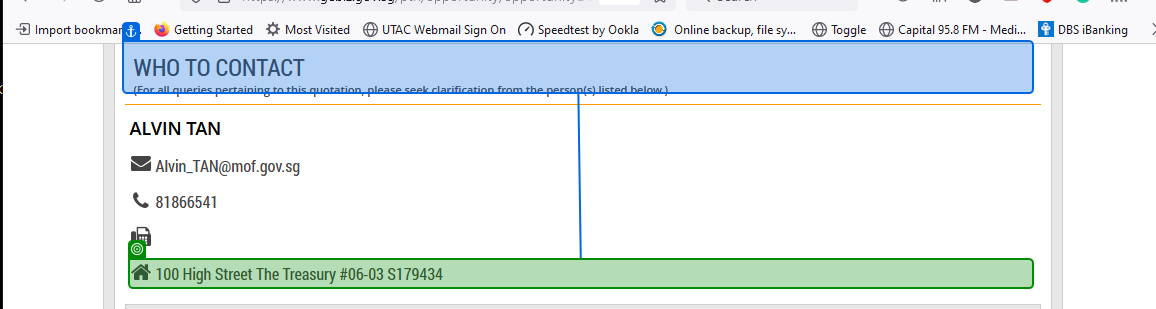 Import bookmar... Getting Started Most Visited UTAC Webmail Sign On Speedtest by Ookla Online backup, file sy... Toggle Capital 95.8 FM - Medi... DBS iBanking
WHO TO CONTACT
(For all queries pertaining to this quotation, please seek clarification from the person(s) listed below.)
ALVIN TAN
Alvin_TAN@mof.gov.sg
81866541
100 High Street The Treasury #06-03 S179434